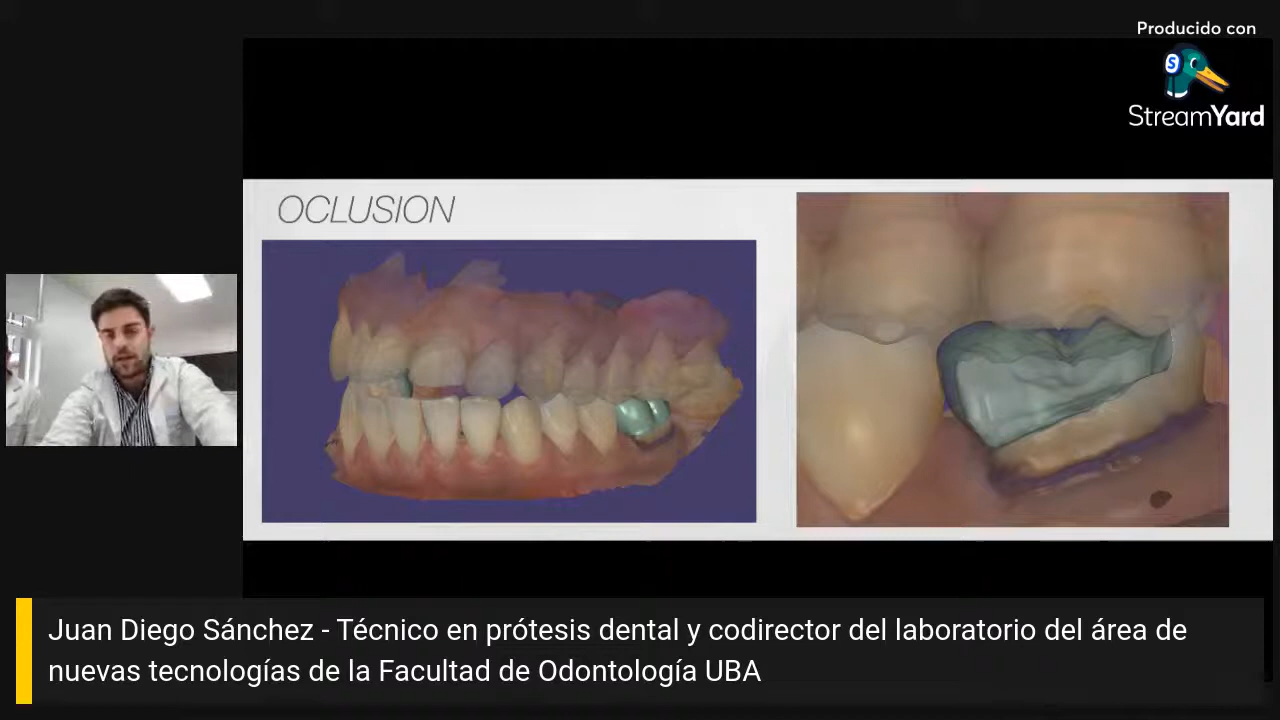 Producido con
S
StreamYard
OCLUSION
Juan Diego Sánchez - Técnico en prótesis dental y codirector del laboratorio del área de
nuevas tecnologías de la Facultad de Odontología UBA